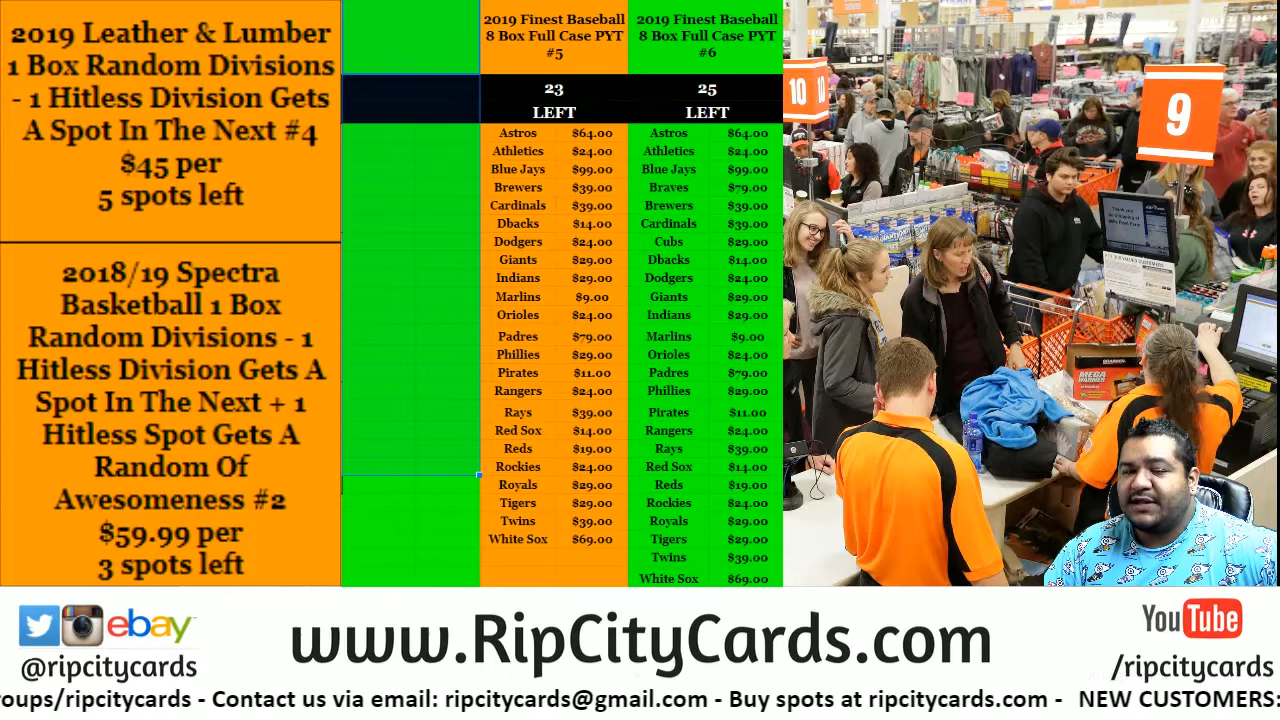 2019 Leather & Lumber
1 Box Random Divisions
- 1 Hitless Division Gets
A Spot In The Next #4
$45 per
5 spots left
2018/19 Spectra
Basketball 1 Box
Random Divisions - 1
Hitless Division Gets A
Spot In The Next + 1
Hitless Spot Gets A
Random Of
Awesomeness #2
$59.99 per
3 spots left
2019 Finest Baseball
8 Box Full Case PYT
#5
23
LEFT
Astros $64.00
Athletics $24.00
Blue Jays $99.00
Brewers $39.00
Cardinals $39.00
Dbacks $14.00
Dodgers $24.00
Giants $29.00
Indians $29.00
Marlins $9.00
Orioles $24.00
Padres $79.00
Phillies $29.00
Pirates $11.00
Rangers $24.00
Rays $39.00
Red Sox $14.00
Reds $19.00
Rockies $24.00
Royals $29.00
Tigers $29.00
Twins $39.00
White Sox $69.00
2019 Finest Baseball
8 Box Full Case PYT
#6
25
LEFT
Astros $64.00
Athletics $24.00
Blue Jays $99.00
Braves $79.00
Brewers $39.00
Cardinals $39.00
Cubs $29.00
Dbacks $14.00
Dodgers $24.00
Giants $29.00
Indians $29.00
Marlins $9.00
Orioles $24.00
Padres $79.00
Phillies $29.00
Pirates $11.00
Rangers $24.00
Rays $39.00
Red Sox $14.00
Reds $19.00
Rockies $24.00
Royals $29.00
Tigers $29.00
Twins $39.00
White Sox $69.00
10 10
9
Thank you
MEGA
WARMER
ebay
@ripcitycards
www.RipCityCards.com
YouTube
/ripcitycards
roups/ripcitycards - Contact us via email: ripcitycards@gmail.com - Buy spots at ripcitycards.com - NEW CUSTOMERS: